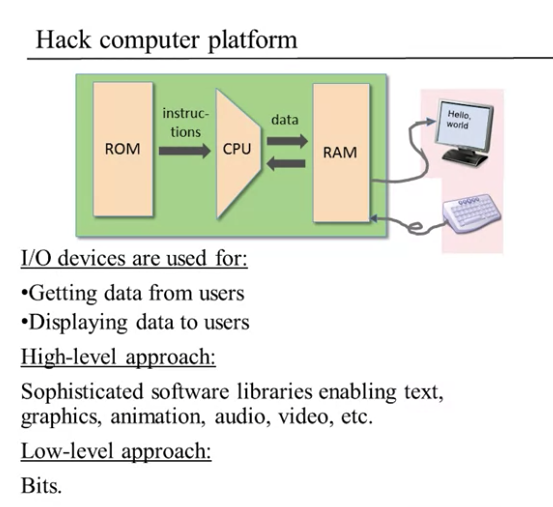 Hack computer platform
instruc-
tions
data
ROM
CPU
RAM
Hello,
world
I/O devices are used for:
•Getting data from users
•Displaying data to users
High-level approach:
Sophisticated software libraries enabling text,
graphics, animation, audio, video, etc.
Low-level approach:
Bits.